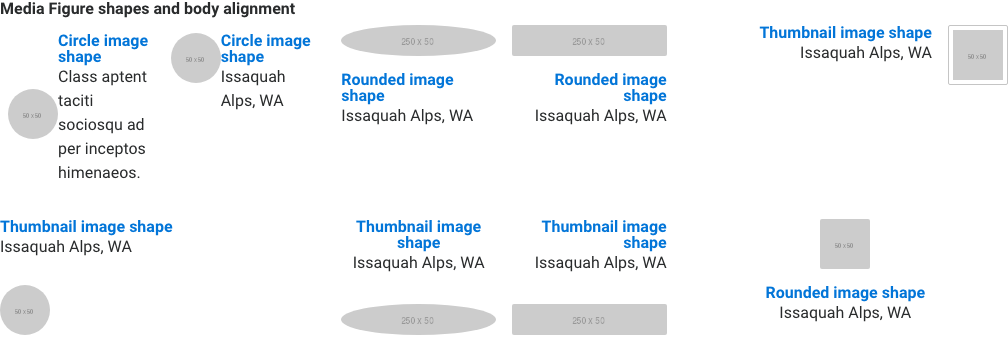 Media Figure shapes and body alignment
50 x 50
Circle image
shape
Class aptent
taciti
sociosqu ad
per inceptos
himenaeos.
50 x 50
Circle image
shape
Issaquah
Alps, WA
250 x 50
Rounded image
shape
Issaquah Alps, WA
250 x 50
Rounded image
shape
Issaquah Alps, WA
Thumbnail image shape
Issaquah Alps, WA
50 x 50
Thumbnail image shape
Issaquah Alps, WA
50 x 50
Thumbnail image
shape
Issaquah Alps, WA
250 x 50
Thumbnail image
shape
Issaquah Alps, WA
250 x 50
50 x 50
Rounded image shape
Issaquah Alps, WA